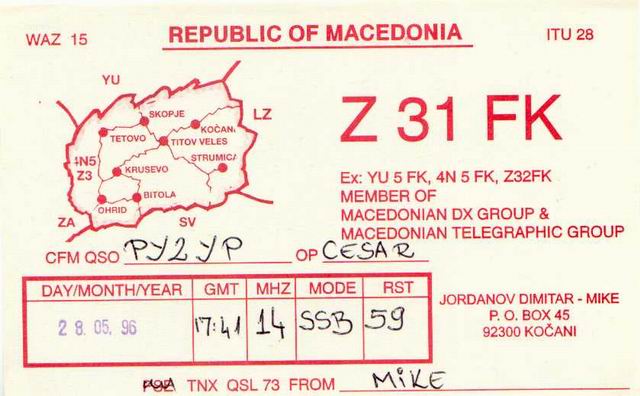 WAZ 15
REPUBLIC OF MACEDONIA
ITU 28
YU
LZ
SKOPJE
KOČANI
TETOVO
TITOV VELES
4N5
Z3
STRUMICA
KRUSEVO
BITOLA
OHRID
ZA
SV
Z 31 FK
Ex: YU 5 FK, 4N 5 FK, Z32FK
MEMBER OF
MACEDONIAN DX GROUP &
MACEDONIAN TELEGRAPHIC GROUP
CFM QSO PY2YP OP CESAR
DAY/MONTH/YEAR GMT MHZ MODE RST
28.05.96 17:41 14 SSB 59
JORDANOV DIMITAR - MIKE
P. O. BOX 45
92300 KOČANI
TNX QSL 73 FROM MIKE